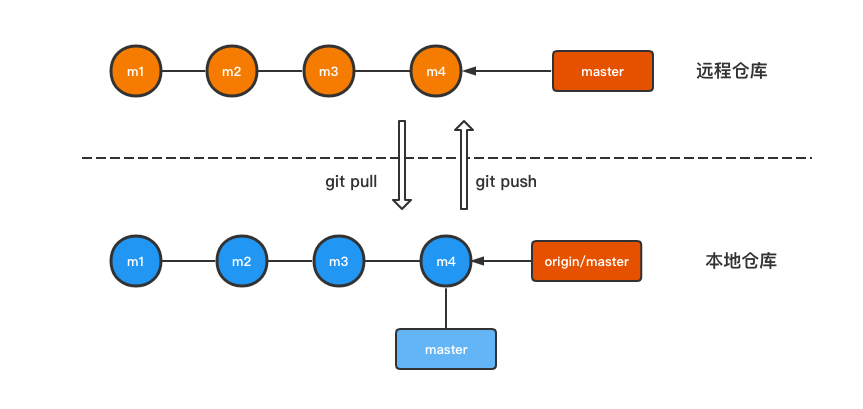 m1
m2
m3
m4
master
远程仓库
git pull
git push
m1
m2
m3
m4
origin/master
本地仓库
master